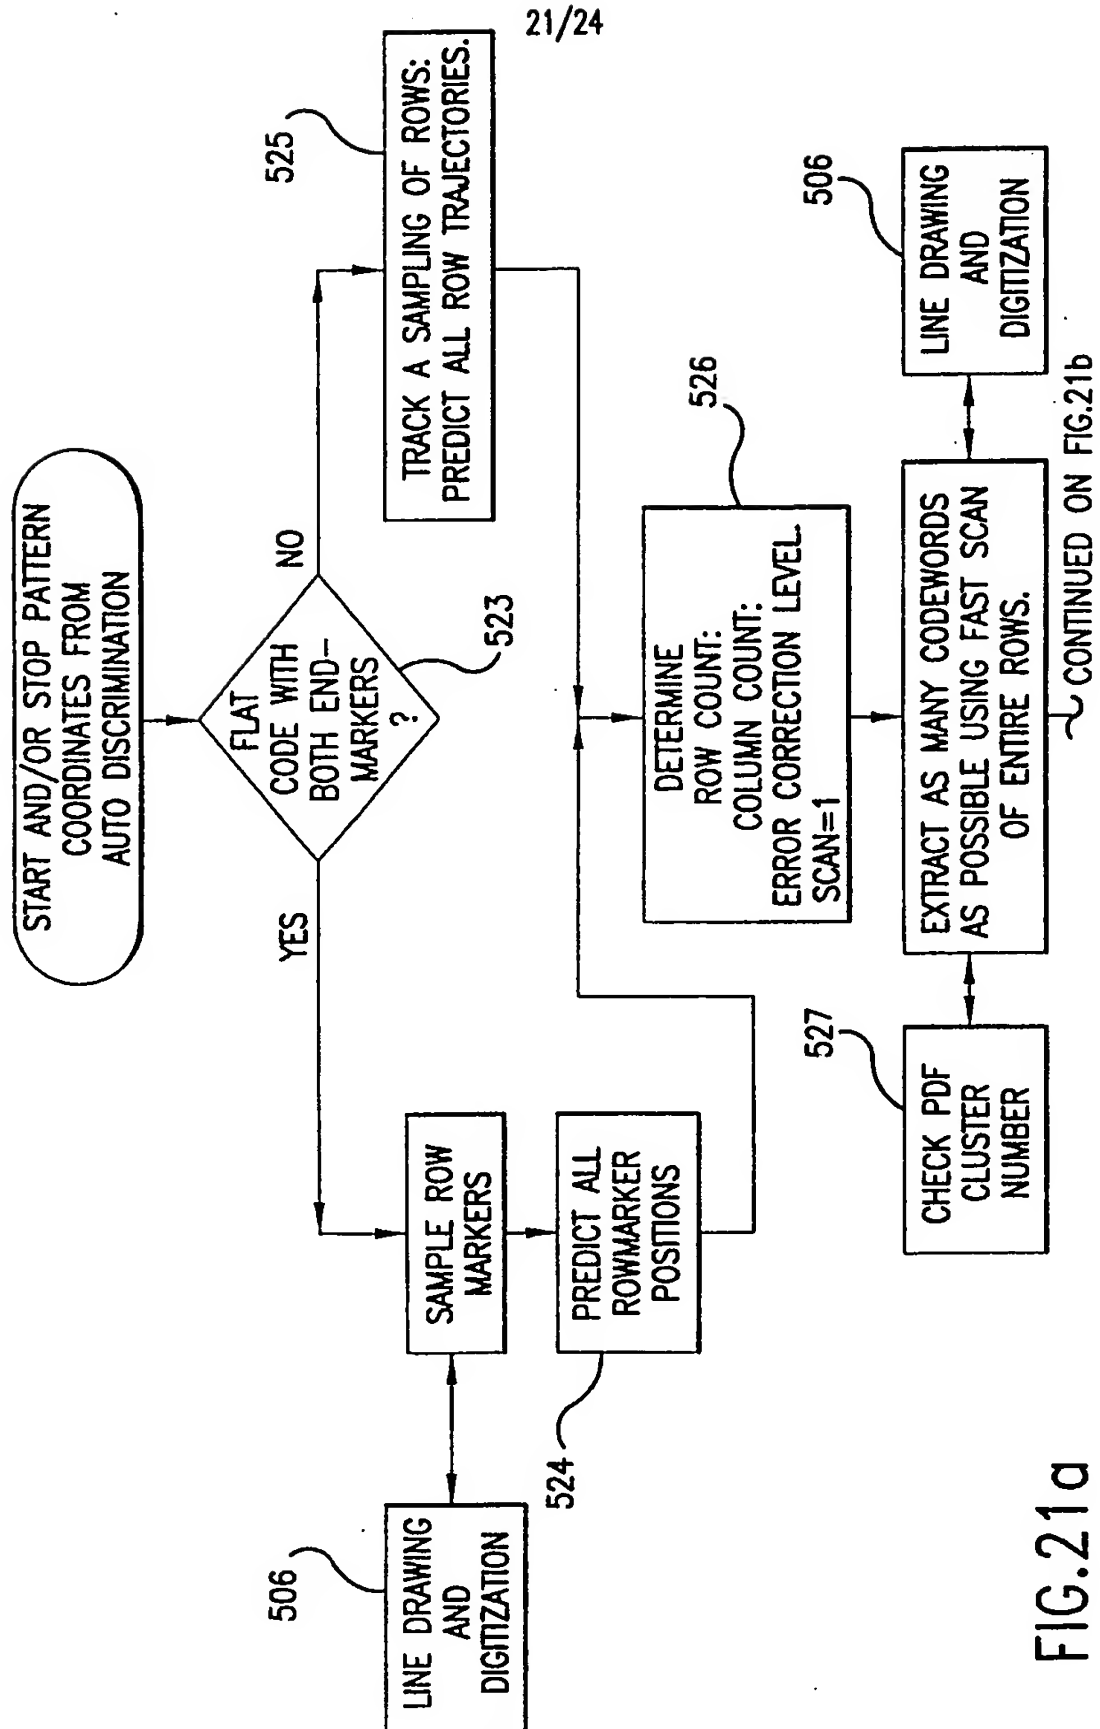 21/24
START AND/OR STOP PATTERN
COORDINATES FROM
AUTO DISCRIMINATION
FLAT
CODE WITH
BOTH END-
MARKERS
?
523
YES
NO
525
TRACK A SAMPLING OF ROWS:
PREDICT ALL ROW TRAJECTORIES.
506
LINE DRAWING
AND
DIGITIZATION
SAMPLE ROW
MARKERS
524
PREDICT ALL
ROWMARKER
POSITIONS
526
DETERMINE
ROW COUNT:
COLUMN COUNT:
ERROR CORRECTION LEVEL.
SCAN=1
527
CHECK PDF
CLUSTER
NUMBER
EXTRACT AS MANY CODEWORDS
AS POSSIBLE USING FAST SCAN
OF ENTIRE ROWS.
506
LINE DRAWING
AND
DIGITIZATION
CONTINUED ON FIG.21b
FIG.21a